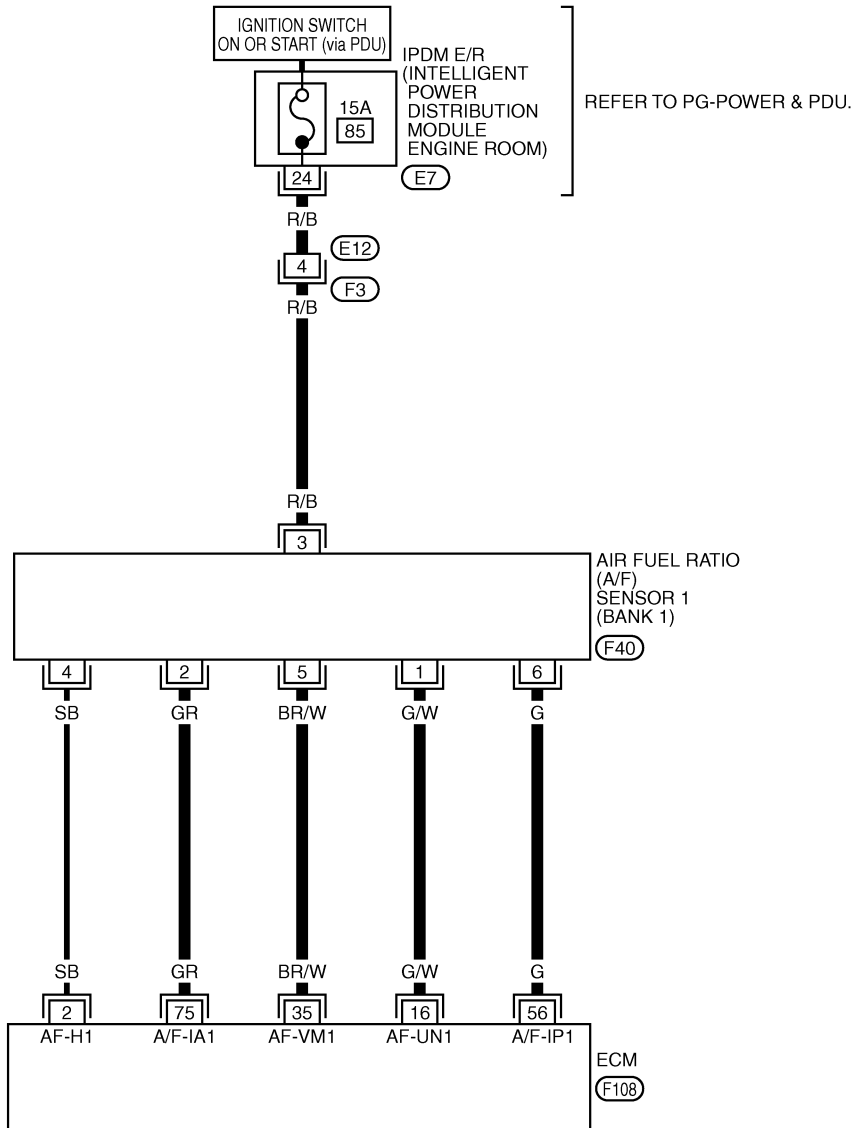 IGNITION SWITCH
ON OR START (via PDU)
IPDM E/R
(INTELLIGENT
POWER
DISTRIBUTION
MODULE
ENGINE ROOM)
REFER TO PG-POWER & PDU.
15A
85
24
E7
R/B
E12
4
F3
R/B
R/B
3
AIR FUEL RATIO
(A/F)
SENSOR 1
(BANK 1)
F40
4 2 5 1 6
SB GR BR/W G/W G
SB GR BR/W G/W G
2 75 35 16 56
AF-H1 A/F-IA1 AF-VM1 AF-UN1 A/F-IP1
ECM
F108